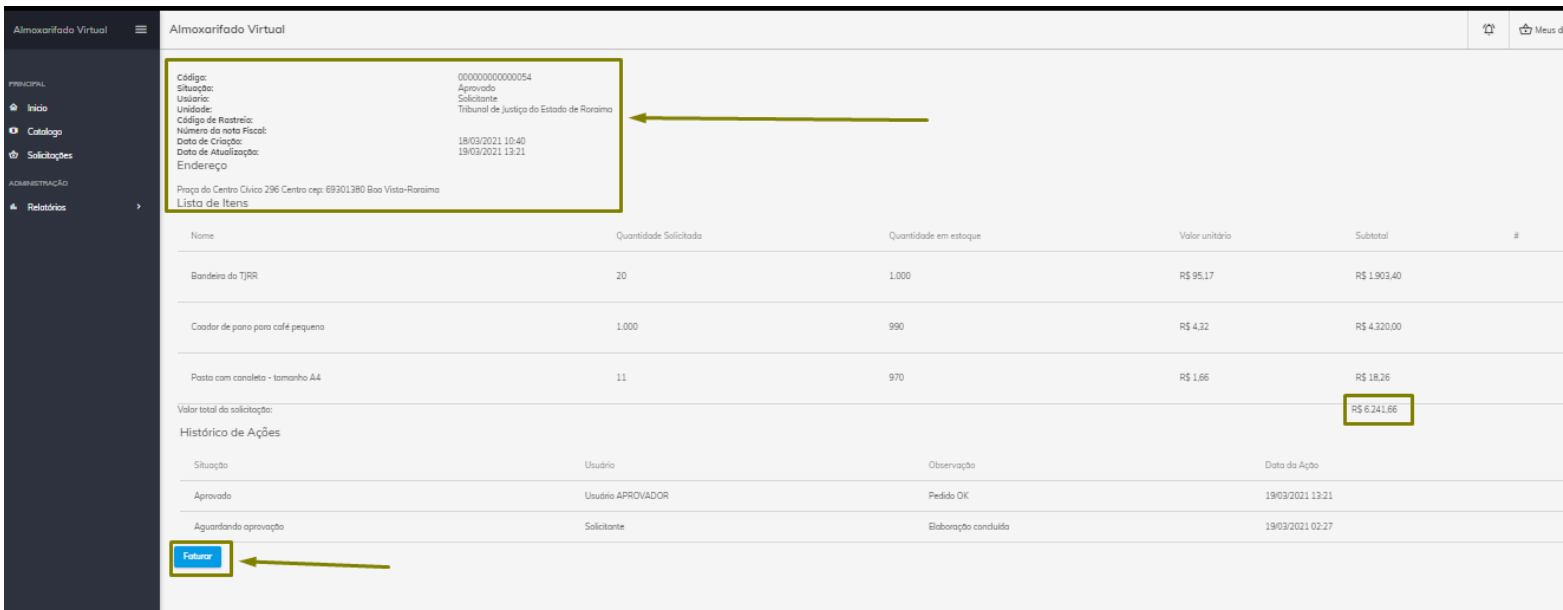 Almoxarifado Virtual
Almoxarifado Virtual
Meus d
PRINCIPAL
Inicio
Catalogo
Solicitações
ADMINISTRAÇÃO
Relatórios
Código: 000000000000054
Situação: Aprovado
Usúario: Solicitante
Unidade: Tribunal de Justiça do Estado de Roraima
Código de Rastreio:
Número da nota Fiscal:
Data de Criação: 18/03/2021 10:40
Data de Atualização: 19/03/2021 13:21
Endereço
Praça do Centro Cívico 296 Centro cep: 69301380 Boa Vista-Roraima
Lista de Itens
Nome Quantidade Solicitada Quantidade em estoque Valor unitário Subtotal #
Bandeira do TJRR 20 1.000 R$ 95,17 R$ 1.903,40
Coador de pano para café pequeno 1.000 990 R$ 4,32 R$ 4.320,00
Pasta com canaleta - tamanho A4 11 970 R$ 1,66 R$ 18,26
Valor total da solicitação: R$ 6.241,66
Histórico de Ações
Situação Usuário Observação Data da Ação
Aprovado Usuário APROVADOR Pedido OK 19/03/2021 13:21
Aguardando aprovação Solicitante Elaboração concluída 19/03/2021 02:27
Faturar